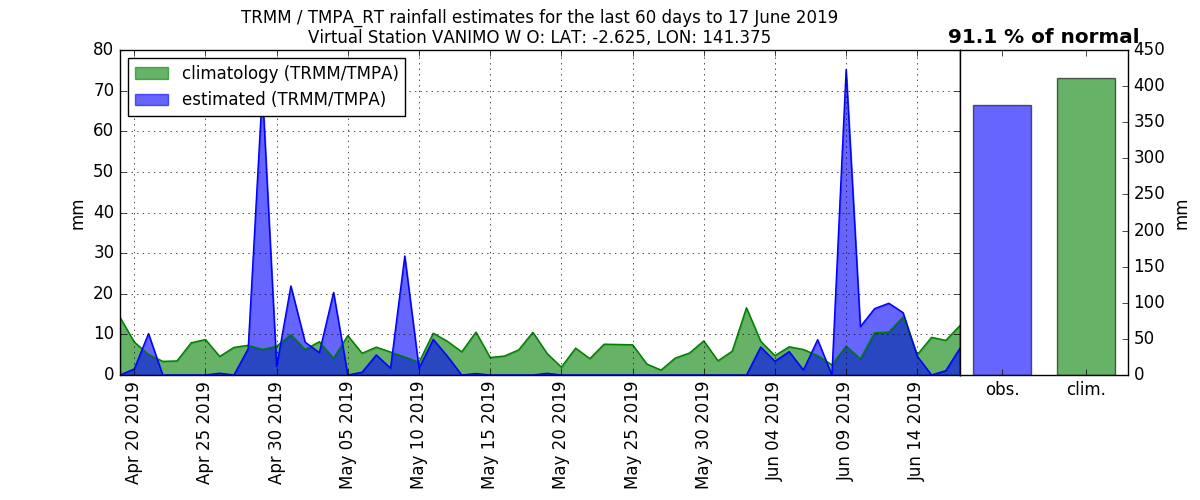 TRMM / TMPA_RT rainfall estimates for the last 60 days to 17 June 2019
Virtual Station VANIMO W O: LAT: -2.625, LON: 141.375
91.1 % of normal
climatology (TRMM/TMPA)
estimated (TRMM/TMPA)
mm
80
70
60
50
40
30
20
10
0
Apr 20 2019
Apr 25 2019
Apr 30 2019
May 05 2019
May 10 2019
May 15 2019
May 20 2019
May 25 2019
May 30 2019
Jun 04 2019
Jun 09 2019
Jun 14 2019
obs.
clim.
450
400
350
300
250
200
150
100
50
0
mm